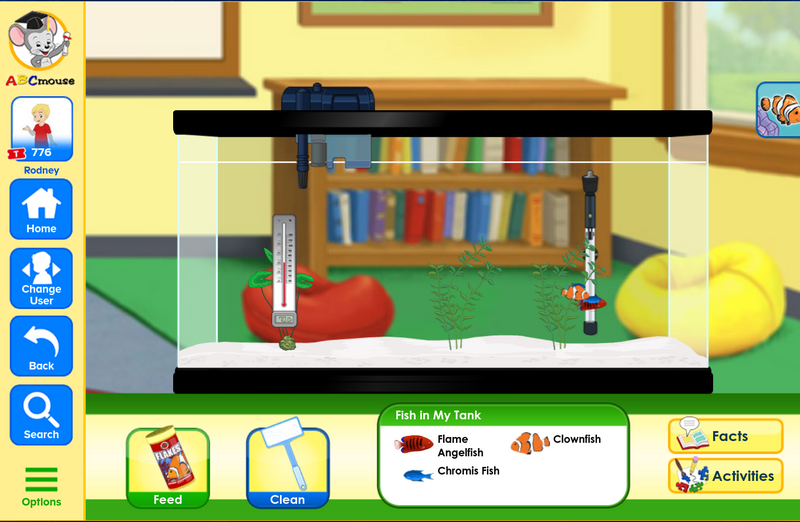 ABCmouse
T 776
Rodney
Home
Change
User
Back
Search
Options
FLAKES
Feed
Clean
Fish in My Tank
Flame
Angelfish
Clownfish
Chromis Fish
Facts
Activities